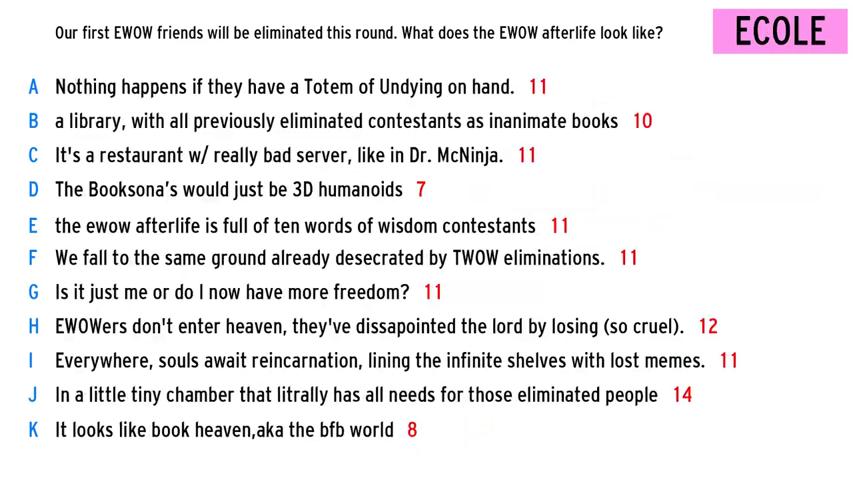 Our first EWOW friends will be eliminated this round. What does the EWOW afterlife look like?
ECOLE
A Nothing happens if they have a Totem of Undying on hand. 11
B a library, with all previously eliminated contestants as inanimate books 10
C It's a restaurant w/ really bad server, like in Dr. McNinja. 11
D The Booksona's would just be 3D humanoids 7
E the ewow afterlife is full of ten words of wisdom contestants 11
F We fall to the same ground already desecrated by TWOW eliminations. 11
G Is it just me or do I now have more freedom? 11
H EWOWers don't enter heaven, they've dissapointed the lord by losing (so cruel). 12
I Everywhere, souls await reincarnation, lining the infinite shelves with lost memes. 11
J In a little tiny chamber that litrally has all needs for those eliminated people 14
K It looks like book heaven,aka the bfb world 8